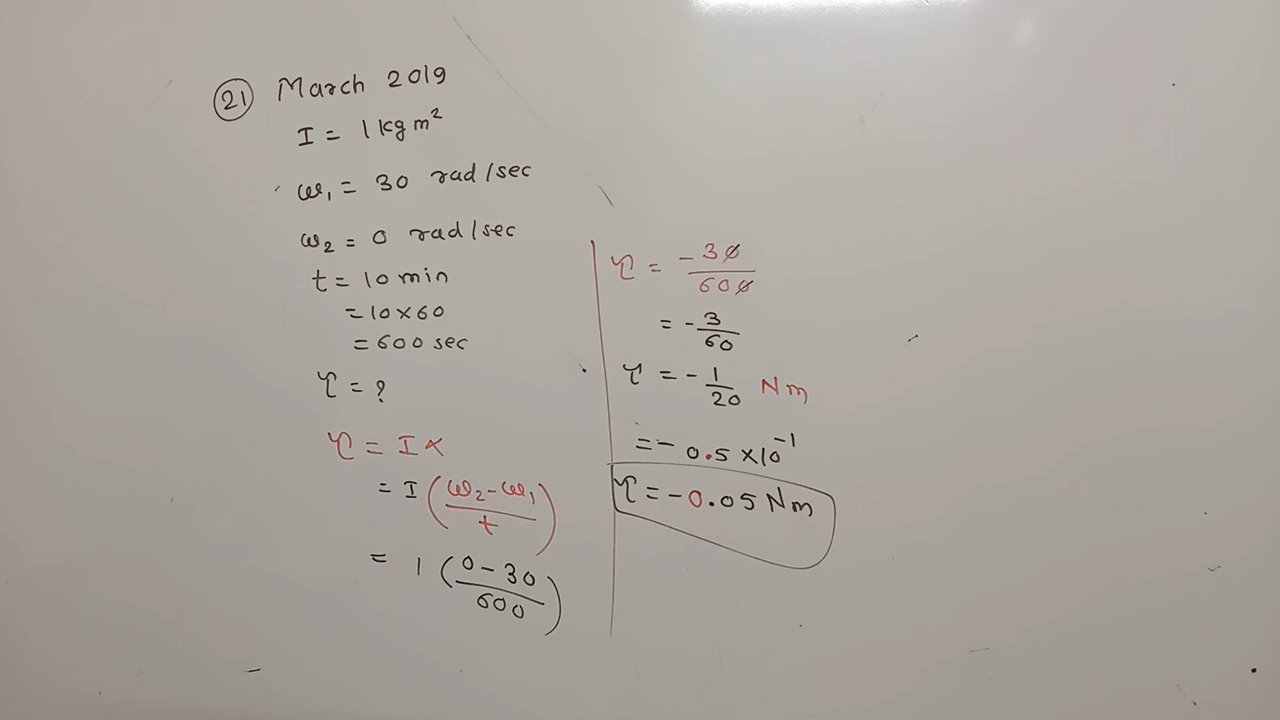 (21) March 2019
I = 1 kg m²
ω₁ = 30 rad/sec
ω₂ = 0 rad/sec
t = 10 min
= 10×60
= 600 sec
τ = ?
τ = Iα
= I (ω₂-ω₁/t)
= 1 (0-30/600)
τ = -30/600
= -3/60
τ = -1/20 Nm
= -0.5×10⁻¹
τ = -0.05 Nm